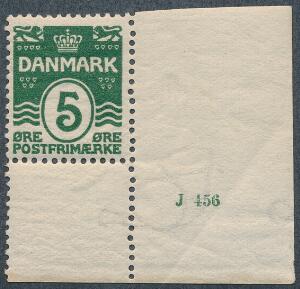 DANMARK
5
ØRE ØRE
POSTFRIMÆRKE
J 456